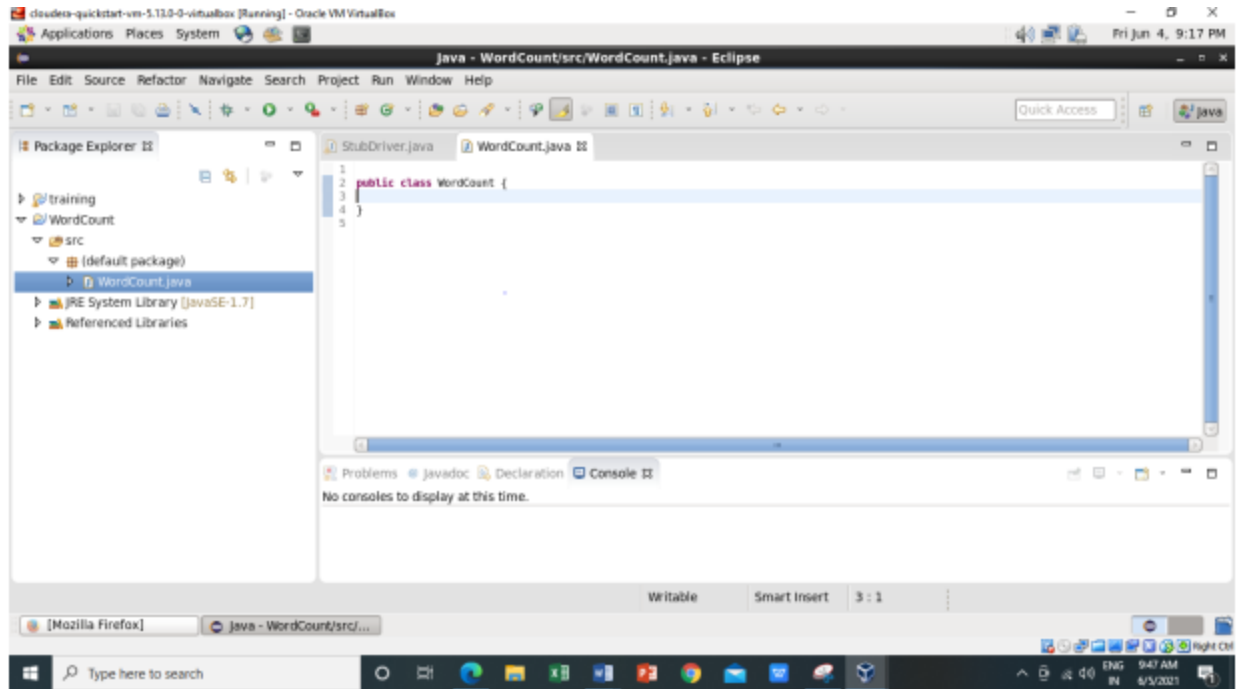 cloudera-quickstart-vm-5.13.0-0-virtualbox [Running] - Oracle VM VirtualBox
Applications Places System Fri Jun 4, 9:17 PM
Java - WordCount/src/WordCount.java - Eclipse
File Edit Source Refactor Navigate Search Project Run Window Help
Quick Access Java
Package Explorer
StubDriver.java WordCount.java
training
WordCount
src
(default package)
WordCount.java
JRE System Library [JavaSE-1.7]
Referenced Libraries
1
2 public class WordCount {
3
4 }
5
Problems Javadoc Declaration Console
No consoles to display at this time.
Writable Smart Insert 3 : 1
[Mozilla Firefox] Java - WordCount/src/...
Right Ctrl
Type here to search
ENG 9:47 AM
IN 6/5/2021